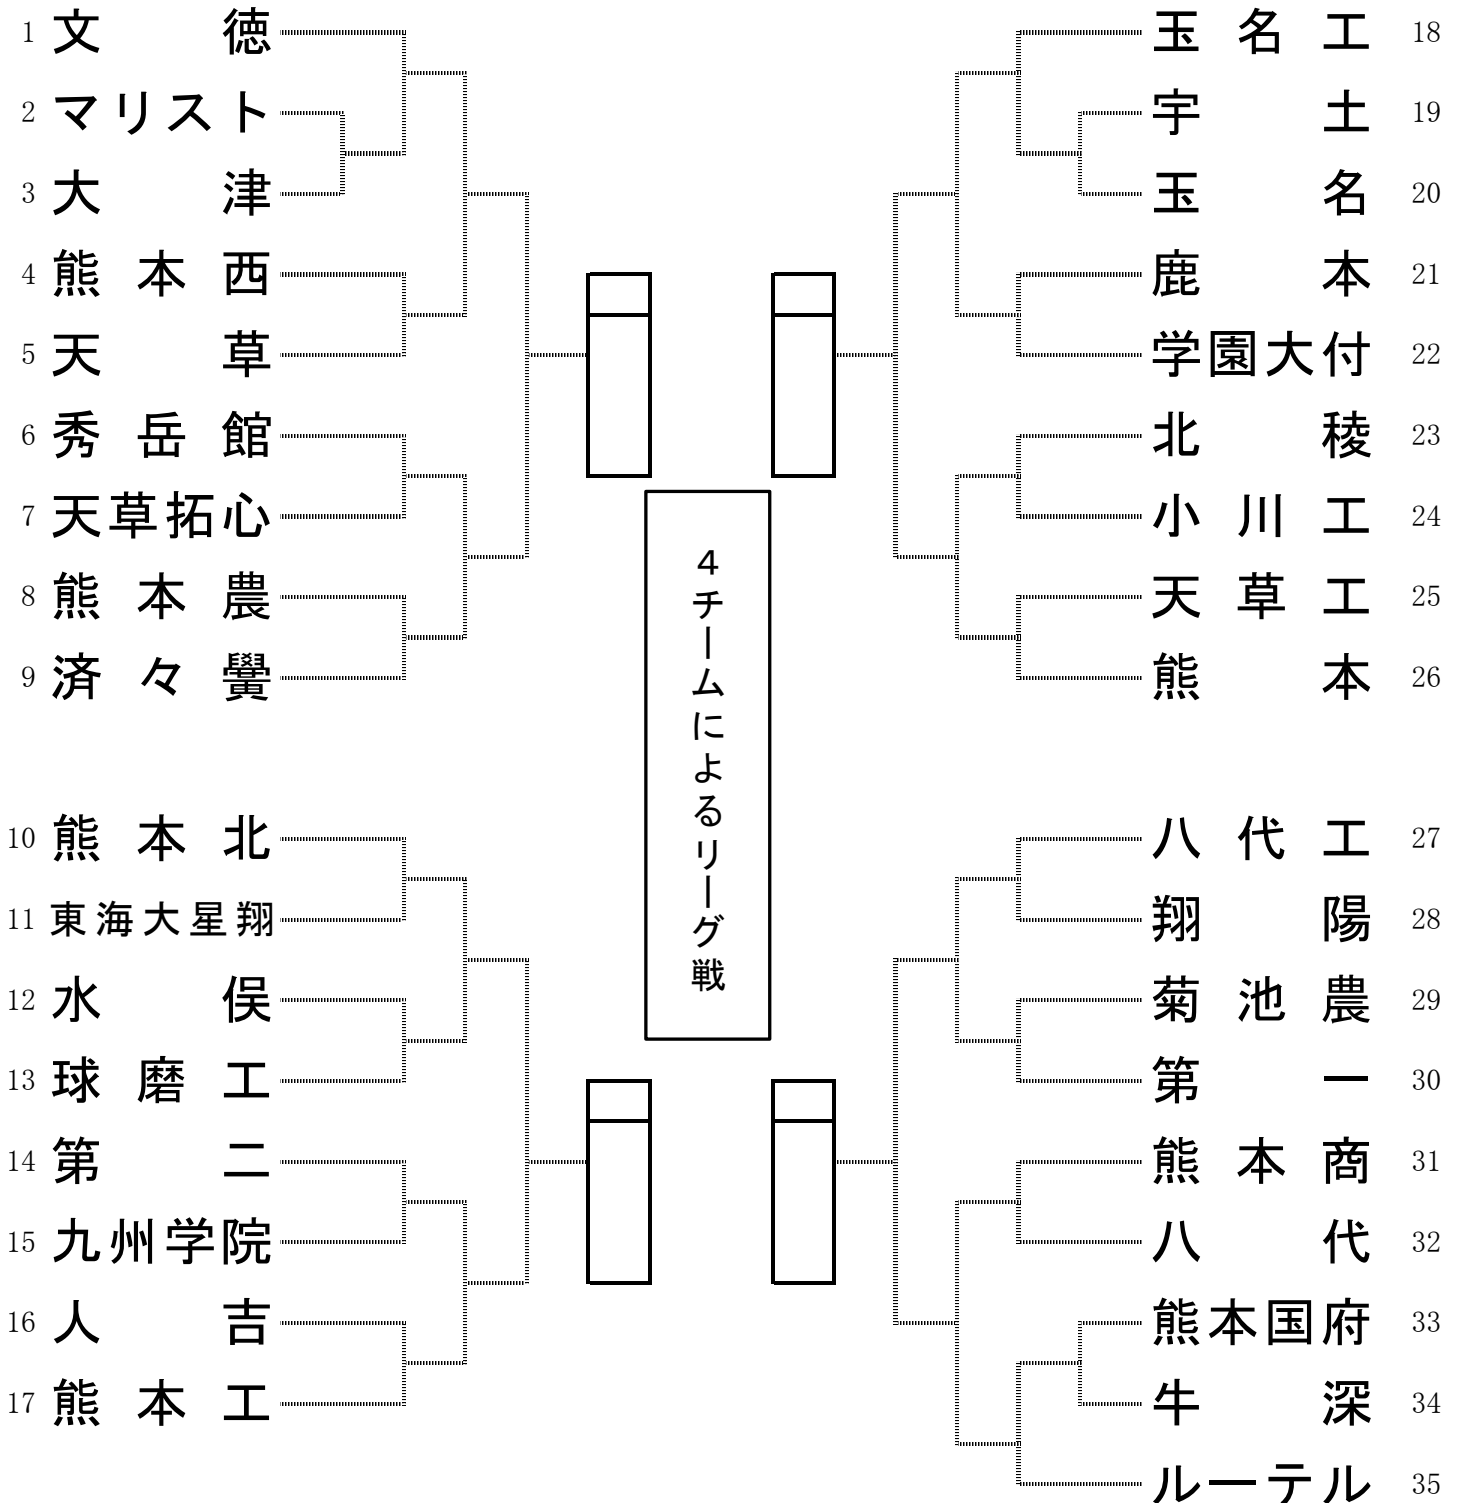 1 文徳
2 マリスト
3 大津
4 熊本西
5 天草
6 秀岳館
7 天草拓心
8 熊本農
9 済々黌
10 熊本北
11 東海大星翔
12 水俣
13 球磨工
14 第二
15 九州学院
16 人吉
17 熊本工
4チームによるリーグ戦
玉名工 18
宇土 19
玉名 20
鹿本 21
学園大付 22
北稜 23
小川工 24
天草工 25
熊本 26
八代工 27
翔陽 28
菊池農 29
第一 30
熊本商 31
八代 32
熊本国府 33
牛深 34
ルーテル 35